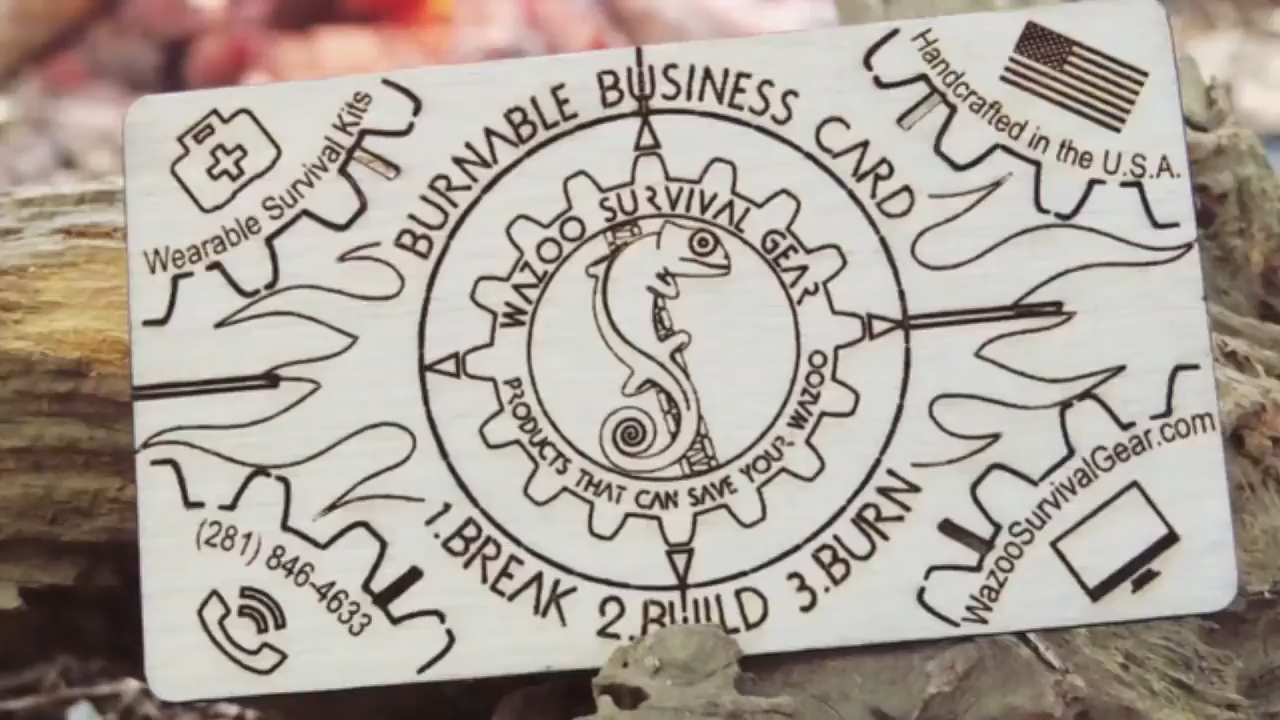 BURNABLE BUSINESS CARD
Wearable Survival Kits
Handcrafted in the U.S.A.
WAZOO SURVIVAL GEAR
PRODUCTS THAT CAN SAVE YOUR WAZOO
(281) 846-4633
WazooSurvivalGear.com
1.BREAK 2.BUILD 3.BURN